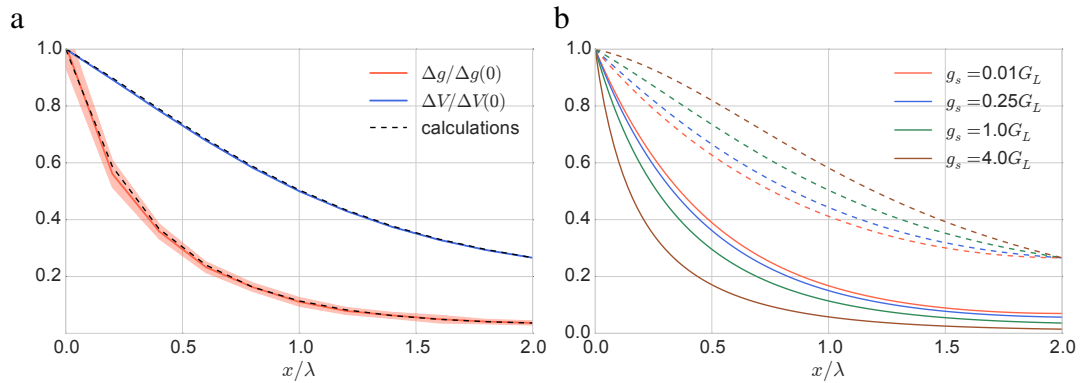 a
1.0
0.8
0.6
0.4
0.2
0.0
0.0 0.5 1.0 1.5 2.0
x/λ
Δg/Δg(0)
ΔV/ΔV(0)
calculations
b
1.0
0.8
0.6
0.4
0.2
0.0
0.0 0.5 1.0 1.5 2.0
x/λ
g_s = 0.01G_L
g_s = 0.25G_L
g_s = 1.0G_L
g_s = 4.0G_L